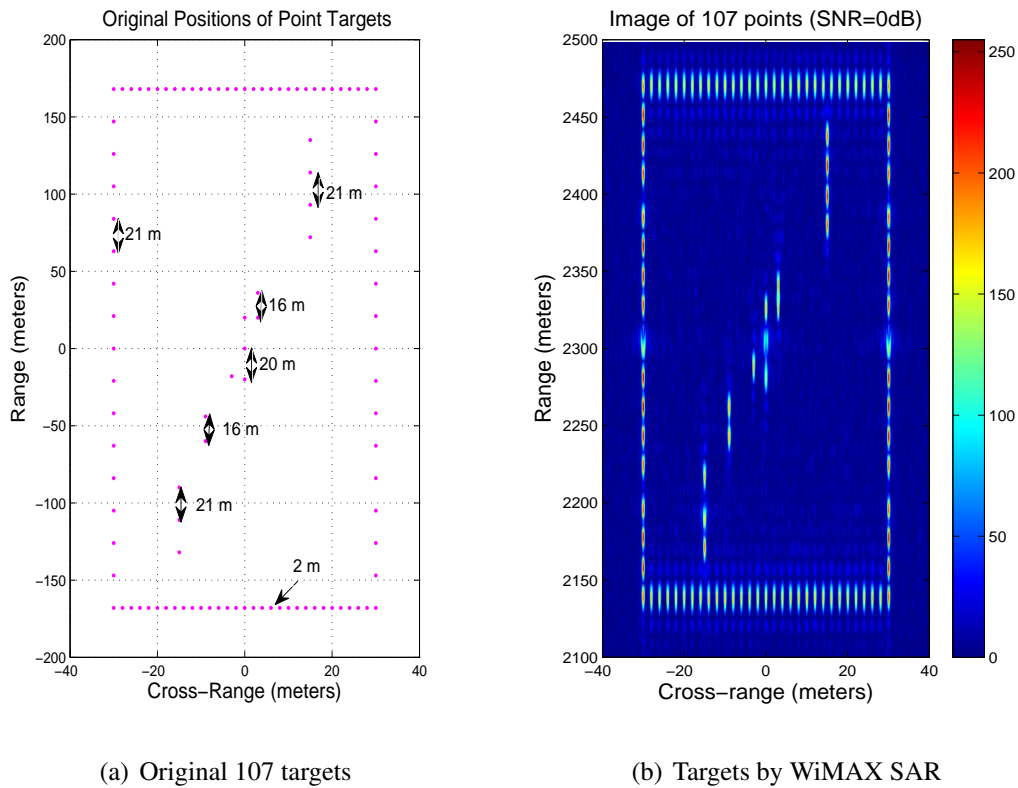 Original Positions of Point Targets
200
150
100
50
0
−50
−100
−150
−200
−40
−20
0
20
40
Range (meters)
Cross−Range (meters)
21 m
21 m
16 m
20 m
16 m
21 m
2 m
(a) Original 107 targets
Image of 107 points (SNR=0dB)
2500
2450
2400
2350
2300
2250
2200
2150
2100
−40
−20
0
20
40
Range (meters)
Cross−range (meters)
250
200
150
100
50
0
(b) Targets by WiMAX SAR